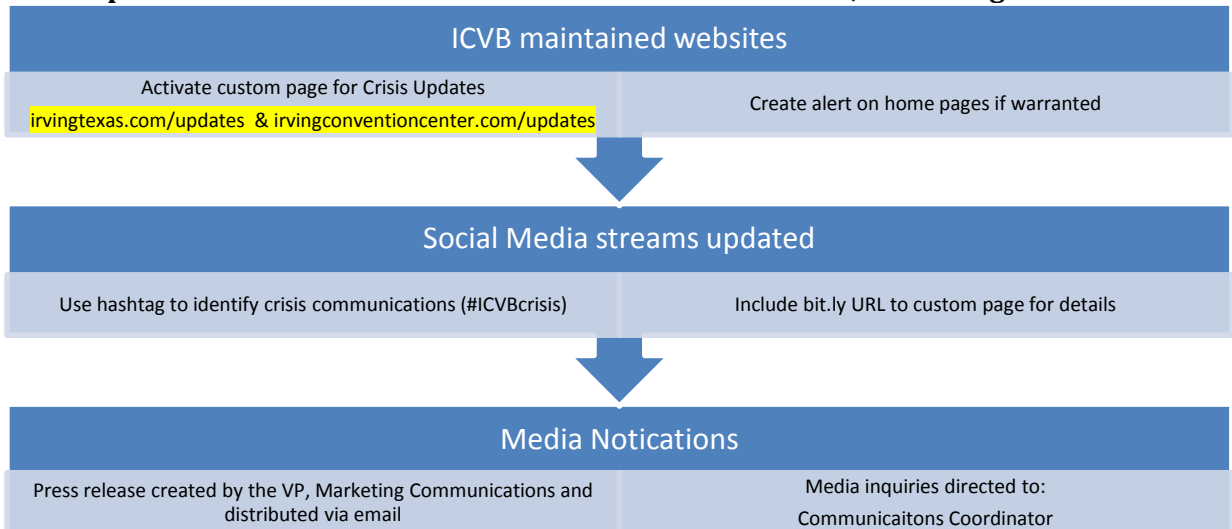 ICVB maintained websites
Activate custom page for Crisis Updates
irvingtexas.com/updates & irvingconventioncenter.com/updates
Create alert on home pages if warranted
Social Media streams updated
Use hashtag to identify crisis communications (#ICVBcrisis)
Include bit.ly URL to custom page for details
Media Notications
Press release created by the VP, Marketing Communications and
distributed via email
Media inquiries directed to:
Communicaitons Coordinator